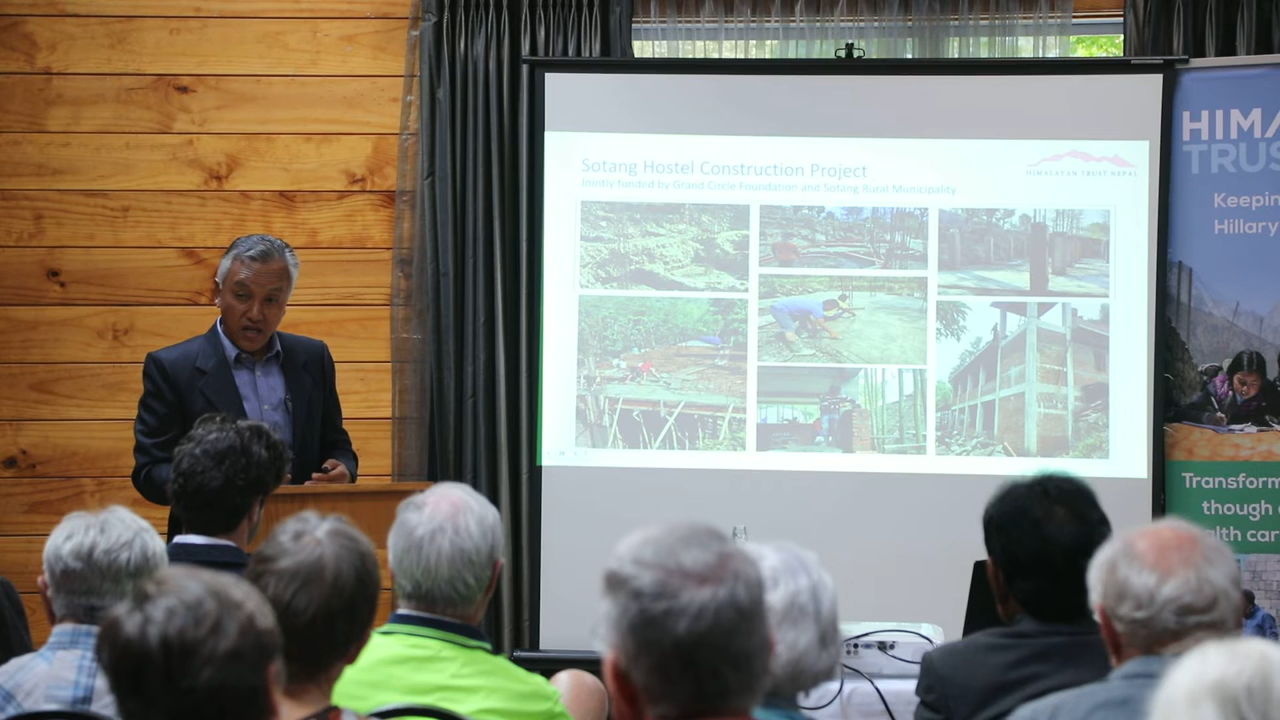 Sotang Hostel Construction Project
Jointly funded by Grand Circle Foundation and Sotang Rural Municipality
HIMALAYAN TRUST NEPAL
HIMA
TRUS
Keepin
Hillary
Transform
though
alth car